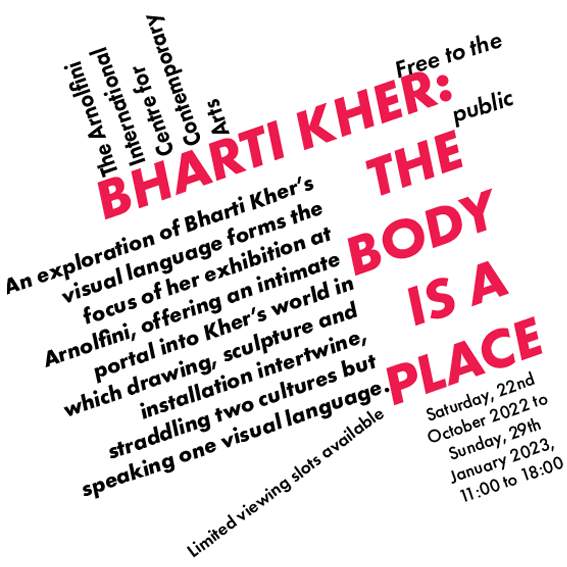 The Arnolfini
International
Centre for
Contemporary
Arts
Free to the
public
BHARTI KHER:
THE
BODY
IS A
PLACE
An exploration of Bharti Kher's
visual language forms the
focus of her exhibition at
Arnolfini, offering an intimate
portal into Kher's world in
which drawing, sculpture and
installation intertwine,
straddling two cultures but
speaking one visual language.
Limited viewing slots available
Saturday, 22nd
October 2022 to
Sunday, 29th
January 2023,
11:00 to 18:00